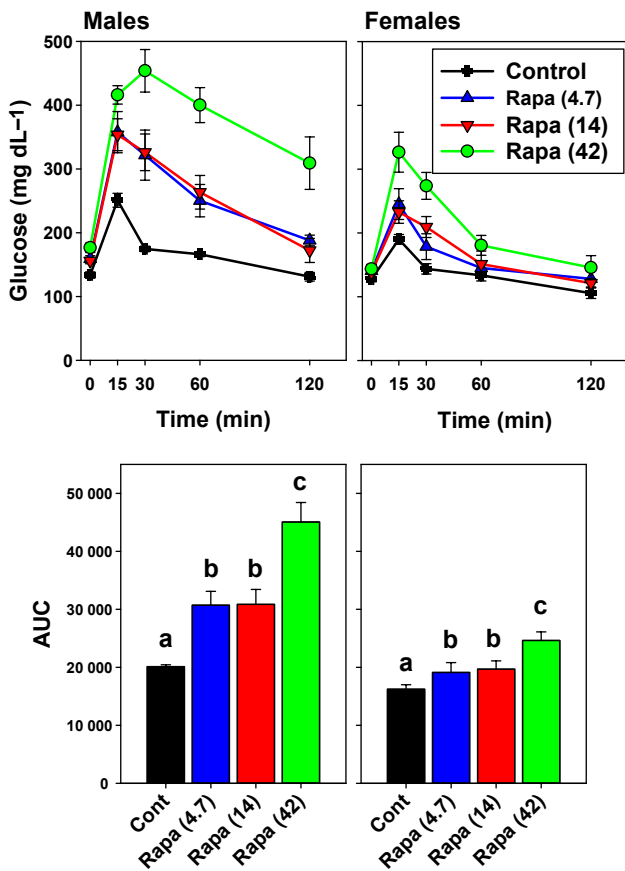 Males
Females
600
500
400
300
200
100
0
Glucose (mg dL−1)
Control
Rapa (4.7)
Rapa (14)
Rapa (42)
0 15 30 60 120
0 15 30 60 120
Time (min)
Time (min)
50 000
40 000
30 000
20 000
10 000
0
AUC
a b b c
a b b c
Cont Rapa (4.7) Rapa (14) Rapa (42)
Cont Rapa (4.7) Rapa (14) Rapa (42)